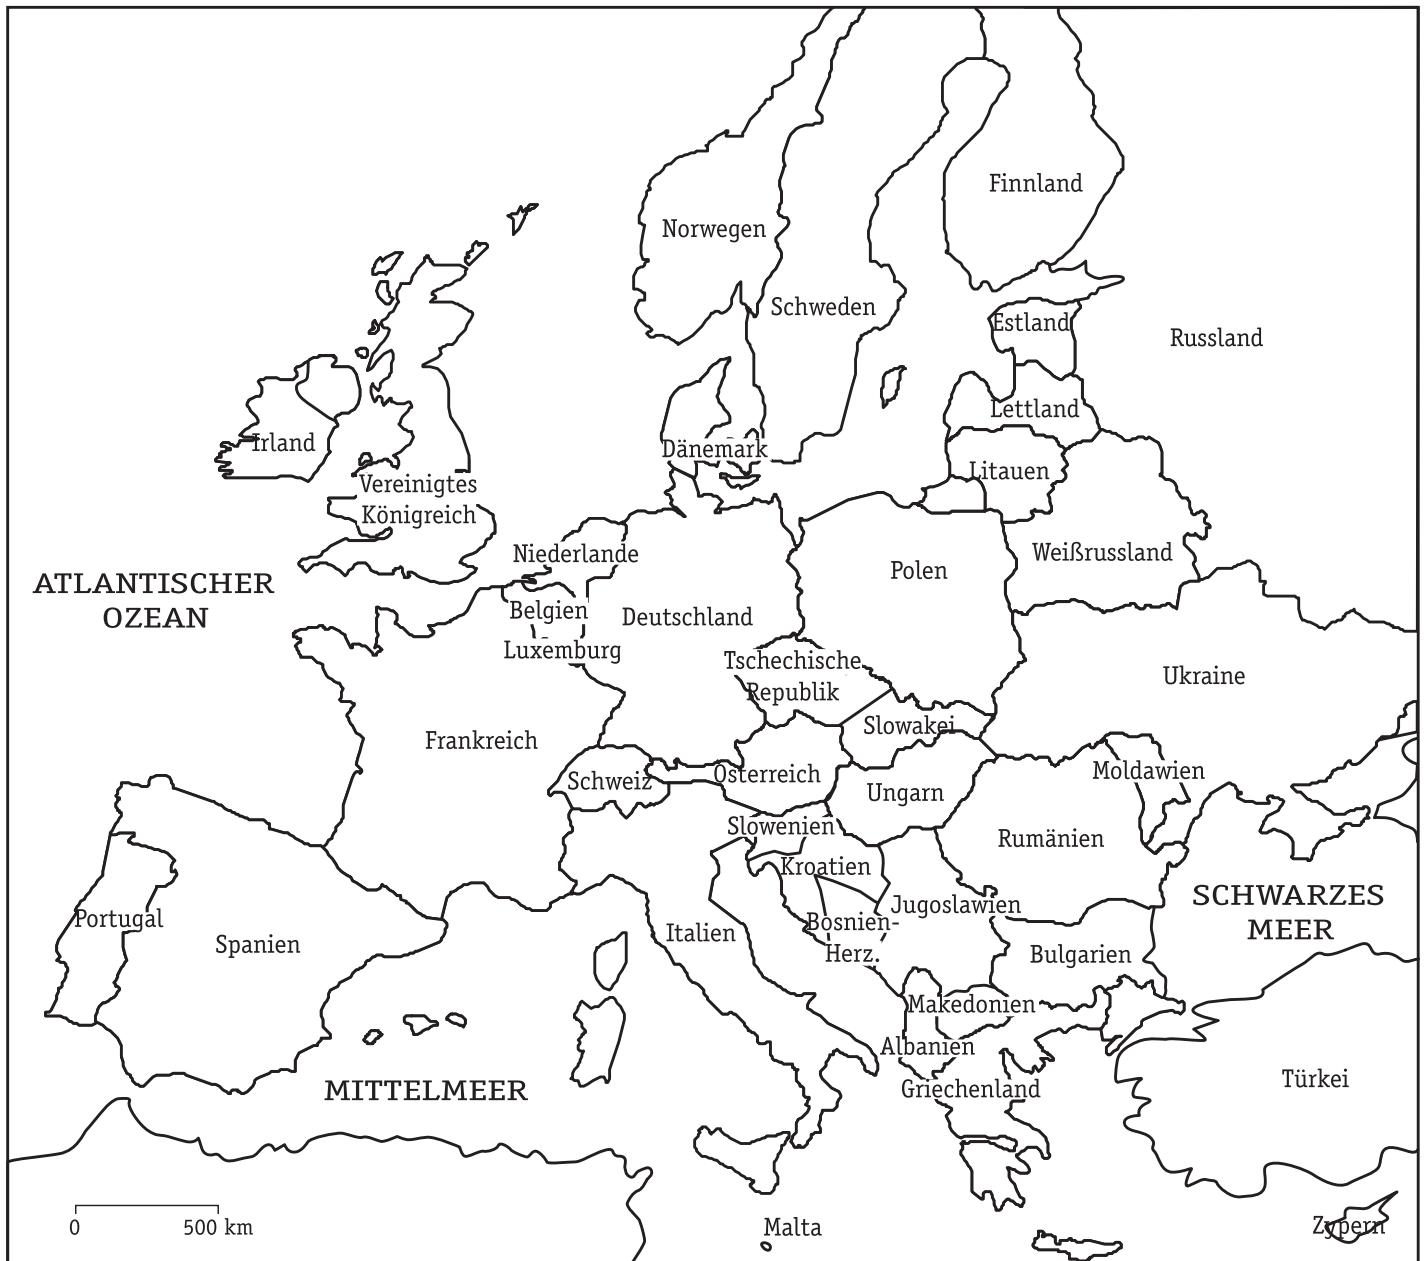 Finnland
Norwegen
Schweden
Estland
Russland
Lettland
Irland
Dänemark
Litauen
Vereinigtes
Königreich
Niederlande
Weißrussland
Polen
ATLANTISCHER
OZEAN
Belgien
Deutschland
Luxemburg
Tschechische
Republik
Ukraine
Slowakei
Frankreich
Schweiz
Österreich
Moldawien
Ungarn
Slowenien
Rumänien
Kroatien
SCHWARZES
MEER
Portugal
Spanien
Italien
Jugoslawien
Bosnien-
Herz.
Bulgarien
Makedonien
Albanien
MITTELMEER
Griechenland
Türkei
0 500 km
Malta
Zypern